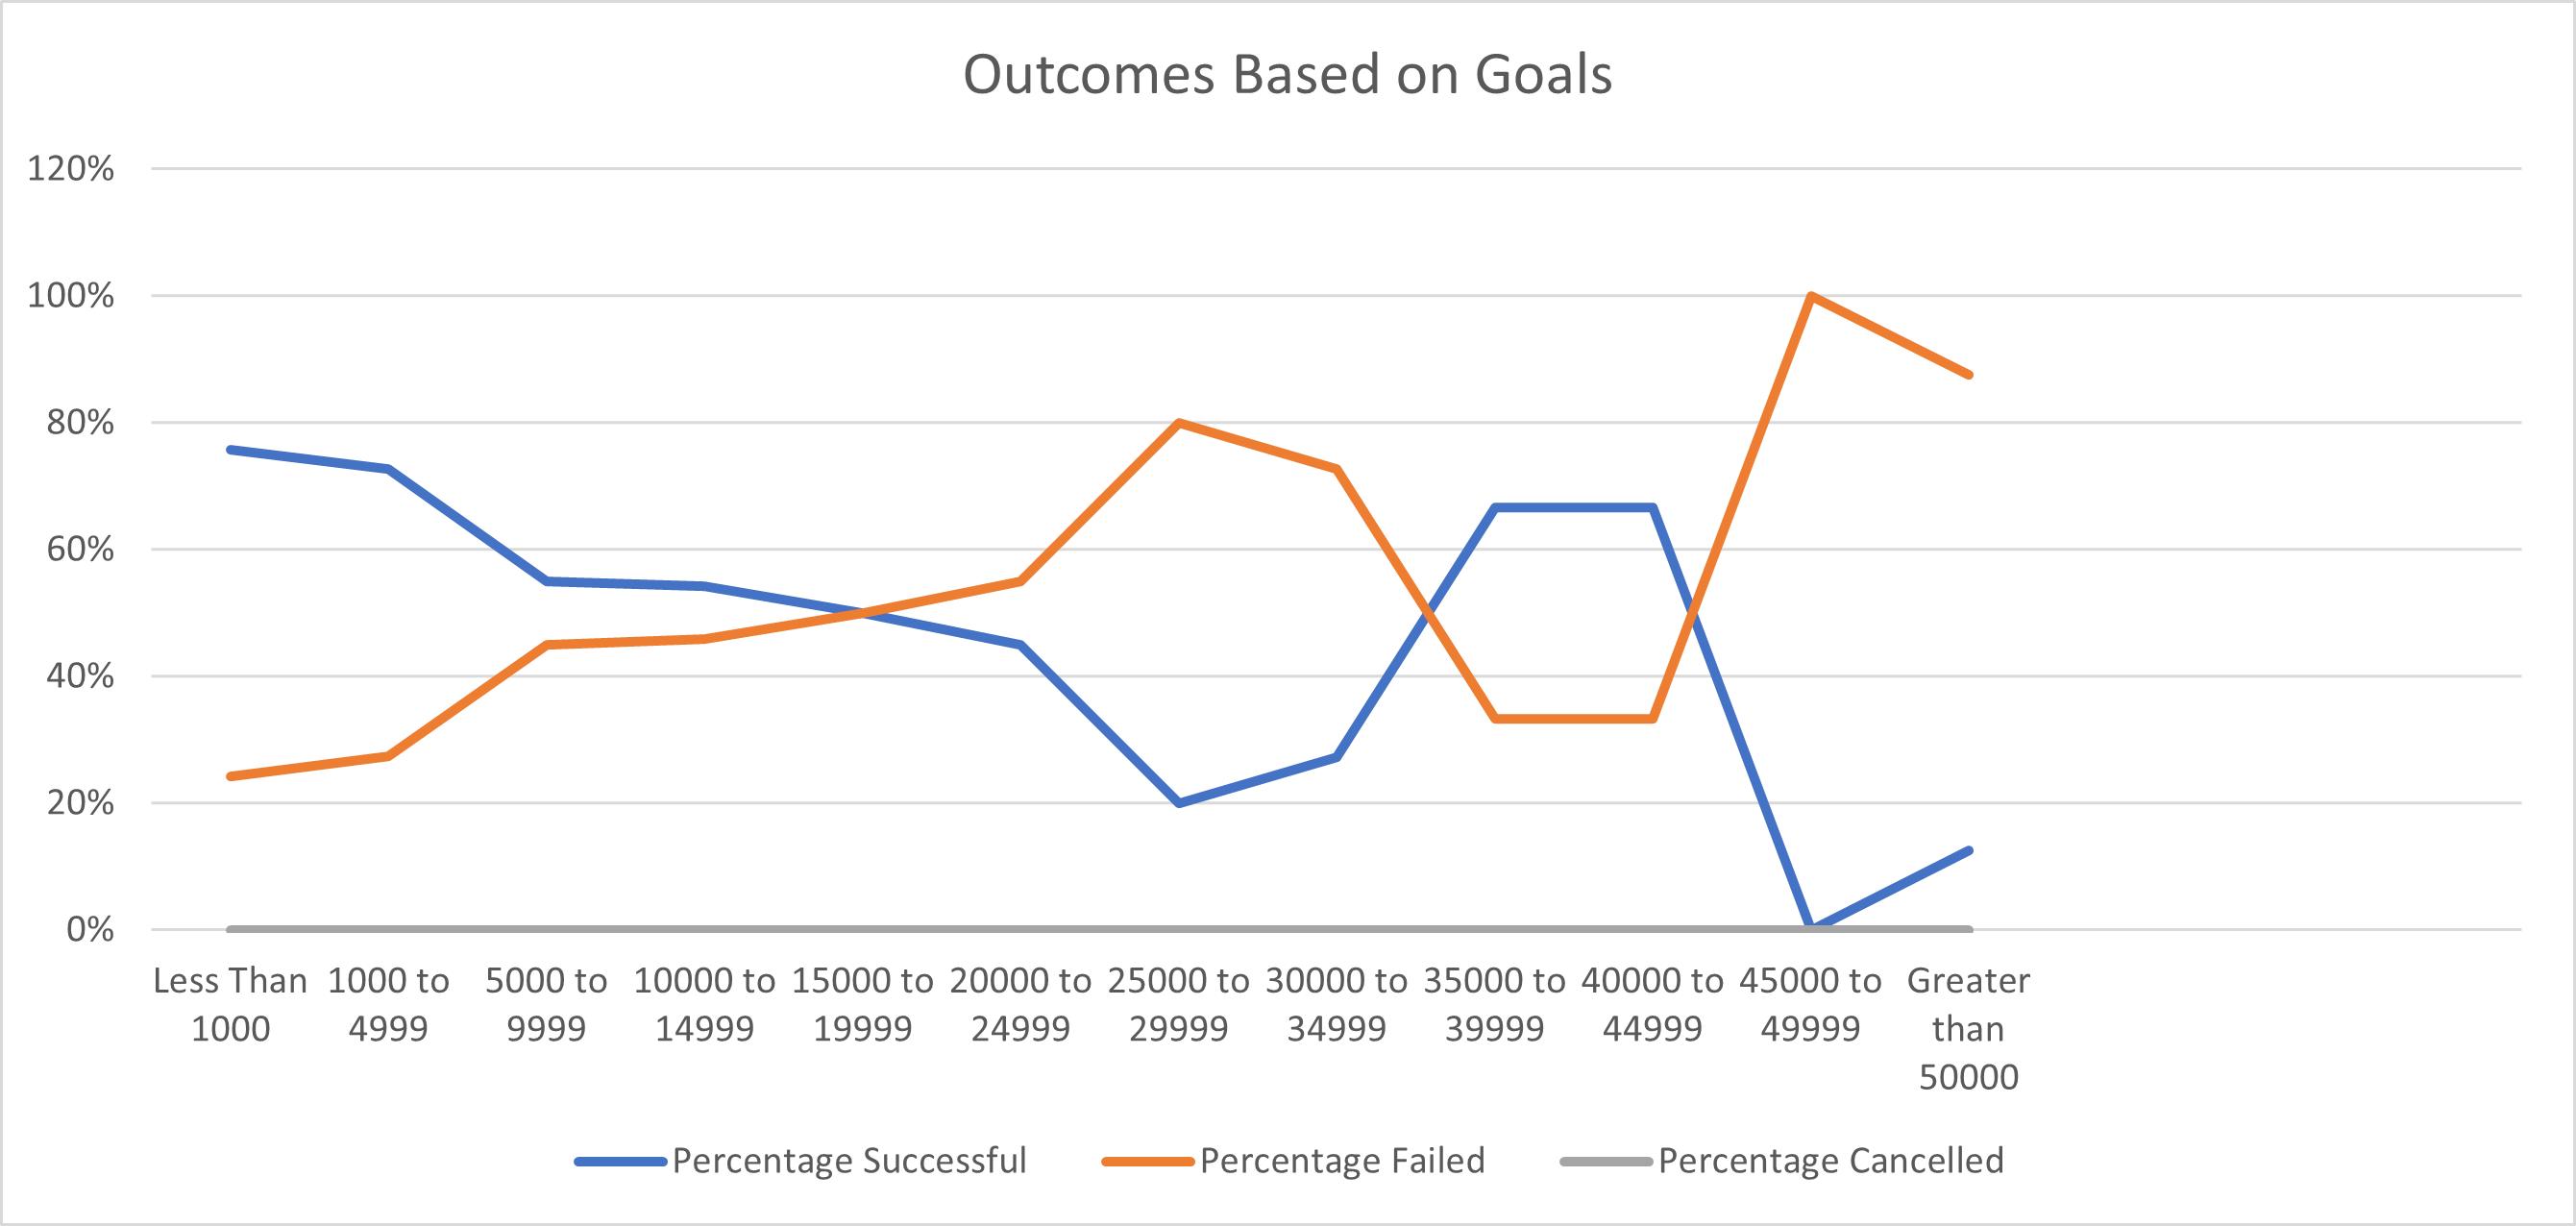 Outcomes Based on Goals
120%
100%
80%
60%
40%
20%
0%
Less Than
1000
1000 to
4999
5000 to
9999
10000 to
14999
15000 to
19999
20000 to
24999
25000 to
29999
30000 to
34999
35000 to
39999
40000 to
44999
45000 to
49999
Greater
than
50000
Percentage Successful
Percentage Failed
Percentage Cancelled